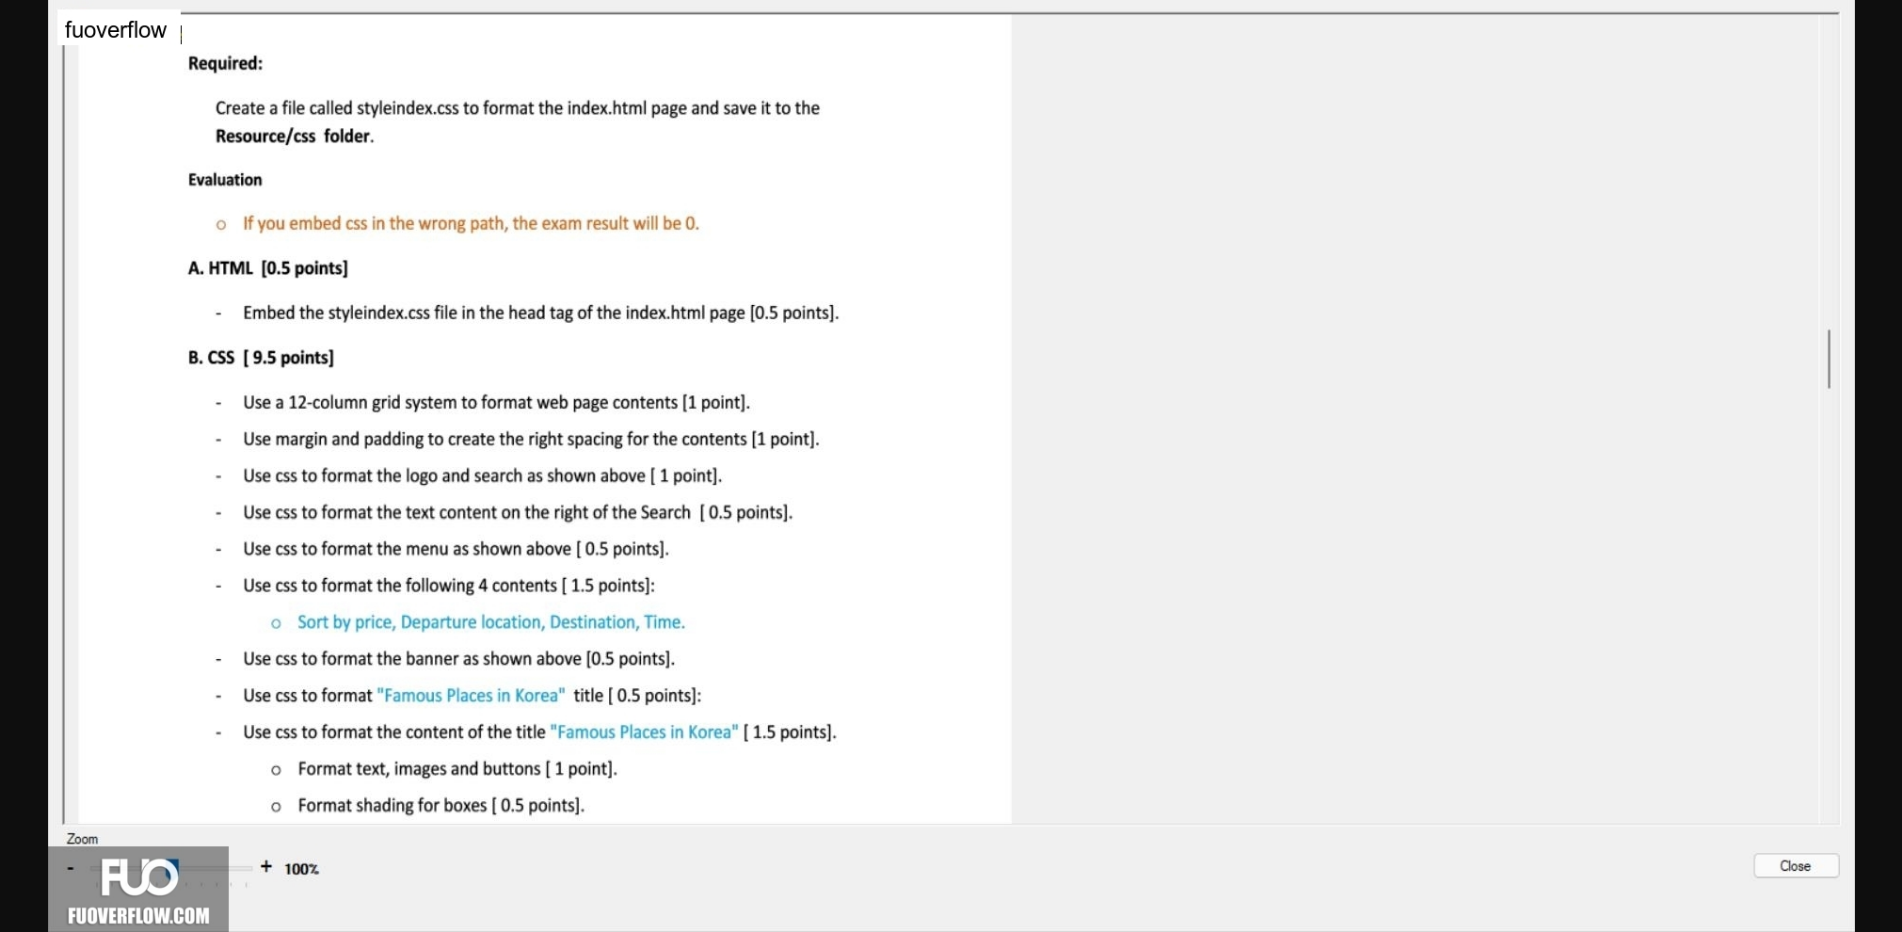 fuoverflow
Required:
Create a file called styleindex.css to format the index.html page and save it to the
Resource/css folder.
Evaluation
o If you embed css in the wrong path, the exam result will be 0.
A. HTML [0.5 points]
- Embed the styleindex.css file in the head tag of the index.html page [0.5 points].
B. CSS [ 9.5 points]
- Use a 12-column grid system to format web page contents [1 point].
- Use margin and padding to create the right spacing for the contents [1 point].
- Use css to format the logo and search as shown above [ 1 point].
- Use css to format the text content on the right of the Search [ 0.5 points].
- Use css to format the menu as shown above [ 0.5 points].
- Use css to format the following 4 contents [ 1.5 points]:
o Sort by price, Departure location, Destination, Time.
- Use css to format the banner as shown above [0.5 points].
- Use css to format "Famous Places in Korea" title [ 0.5 points]:
- Use css to format the content of the title "Famous Places in Korea" [ 1.5 points].
o Format text, images and buttons [ 1 point].
o Format shading for boxes [ 0.5 points].
Zoom
- + 100%
Close
FUO
FUOVERFLOW.COM